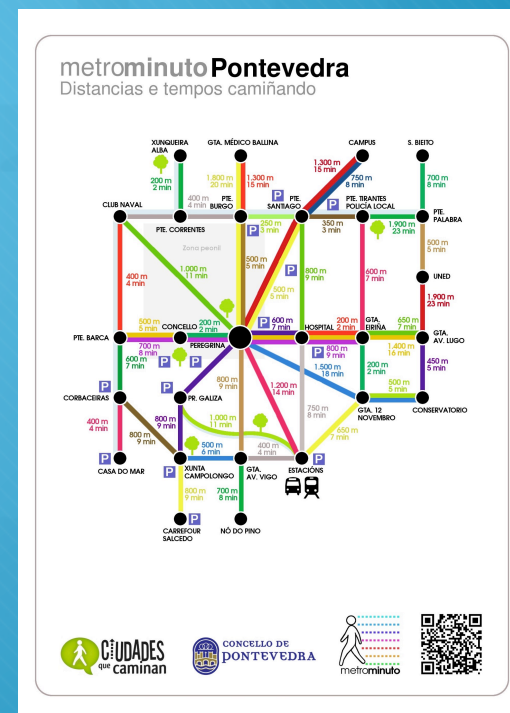 metrominuto Pontevedra
Distancias e tempos camiñando
XUNQUEIRA
ALBA
GTA. MÉDICO BALLINA
CAMPUS
S. BIEITO
200 m
2 min
1.800 m
20 min
1.300 m
15 min
1.300 m
15 min
750 m
8 min
700 m
8 min
CLUB NAVAL
400 m
4 min
PTE.
BURGO
P
PTE.
SANTIAGO
P
PTE. TIRANTES
POLICÍA LOCAL
PTE.
PALABRA
PTE. CORRENTES
P
350 m
3 min
350 m
3 min
1.900 m
23 min
Zona peonil
P
500 m
5 min
1.000 m
11 min
500 m
5 min
800 m
9 min
600 m
7 min
UNED
400 m
4 min
500 m
5 min
1.900 m
23 min
500 m
5 min
CONCELLO
200 m
2 min
P
600 m
7 min
HOSPITAL
200 m
2 min
GTA.
EIRIÑA
650 m
7 min
GTA.
AV. LUGO
PTE. BARCA
700 m
8 min
PEREGRINA
P
800 m
9 min
1.400 m
16 min
600 m
7 min
P
P
1.500 m
18 min
200 m
2 min
450 m
5 min
P
P
800 m
9 min
1.200 m
14 min
500 m
5 min
CORBACEIRAS
PR. GALIZA
GTA. 12
NOVEMBRO
CONSERVATORIO
400 m
4 min
800 m
9 min
800 m
9 min
1.000 m
11 min
750 m
8 min
650 m
7 min
500 m
6 min
400 m
4 min
P
CASA DO MAR
P
XUNTA
CAMPOLONGO
GTA.
AV. VIGO
ESTACIÓNS
P
800 m
9 min
700 m
8 min
P
CARREFOUR
SALCEDO
NÓ DO PINO
CIUDADES
que caminan
CONCELLO DE
PONTEVEDRA
metrominuto